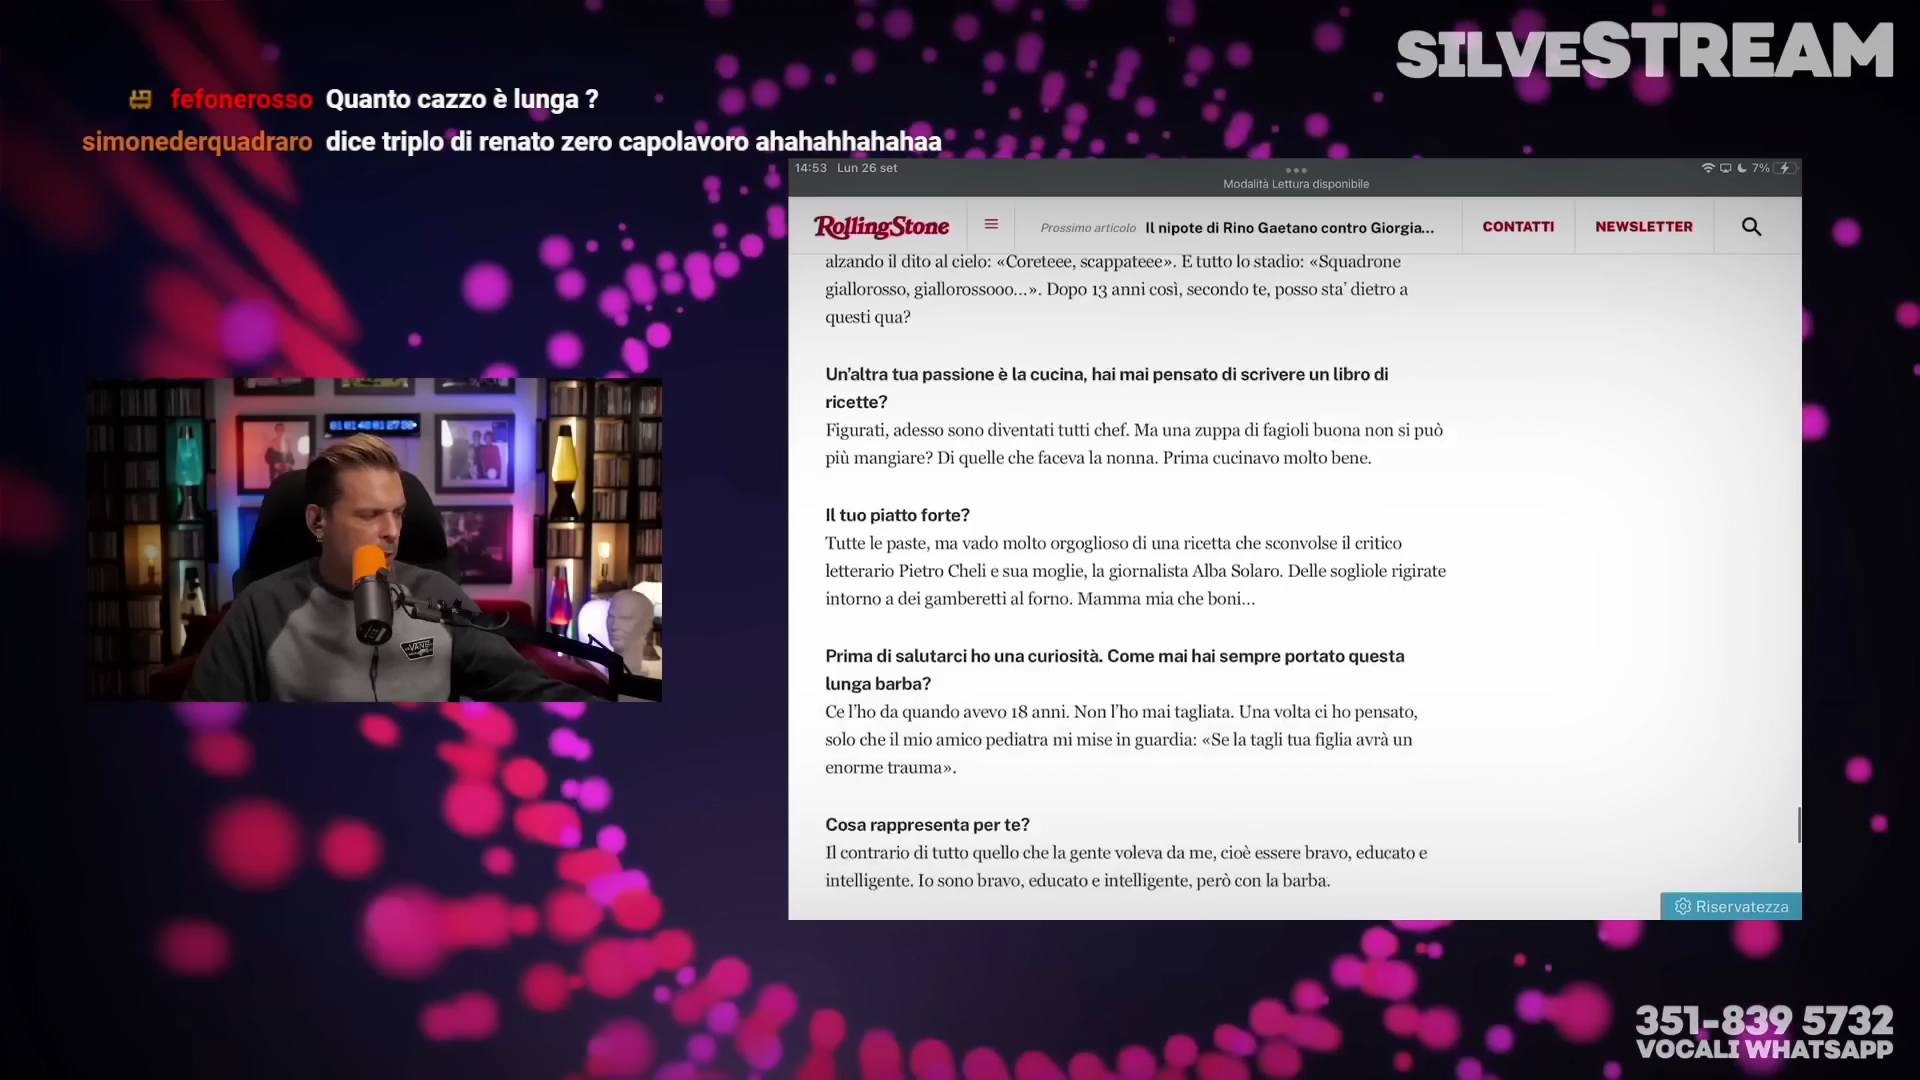 SILVESTREAM
fefonerosso Quanto cazzo è lunga ?
simonederquadraro dice triplo di renato zero capolavoro ahahahhahahaa
14:53 Lun 26 set
7%
Modalità Lettura disponibile
RollingStone
Prossimo articolo Il nipote di Rino Gaetano contro Giorgia...
CONTATTI
NEWSLETTER
alzando il dito al cielo: «Coreteee, scappateee». E tutto lo stadio: «Squadrone
giallorosso, giallorossooo...». Dopo 13 anni così, secondo te, posso sta’ dietro a
questi qua?
Un’altra tua passione è la cucina, hai mai pensato di scrivere un libro di
ricette?
Figurati, adesso sono diventati tutti chef. Ma una zuppa di fagioli buona non si può
più mangiare? Di quelle che faceva la nonna. Prima cucinavo molto bene.
Il tuo piatto forte?
Tutte le paste, ma vado molto orgoglioso di una ricetta che sconvolse il critico
letterario Pietro Cheli e sua moglie, la giornalista Alba Solaro. Delle sogliole rigirate
intorno a dei gamberetti al forno. Mamma mia che boni...
Prima di salutarci ho una curiosità. Come mai hai sempre portato questa
lunga barba?
Ce l’ho da quando avevo 18 anni. Non l’ho mai tagliata. Una volta ci ho pensato,
solo che il mio amico pediatra mi mise in guardia: «Se la tagli tua figlia avrà un
enorme trauma».
Cosa rappresenta per te?
Il contrario di tutto quello che la gente voleva da me, cioè essere bravo, educato e
intelligente. Io sono bravo, educato e intelligente, però con la barba.
Riservatezza
VANS
351-839 5732
VOCALI WHATSAPP